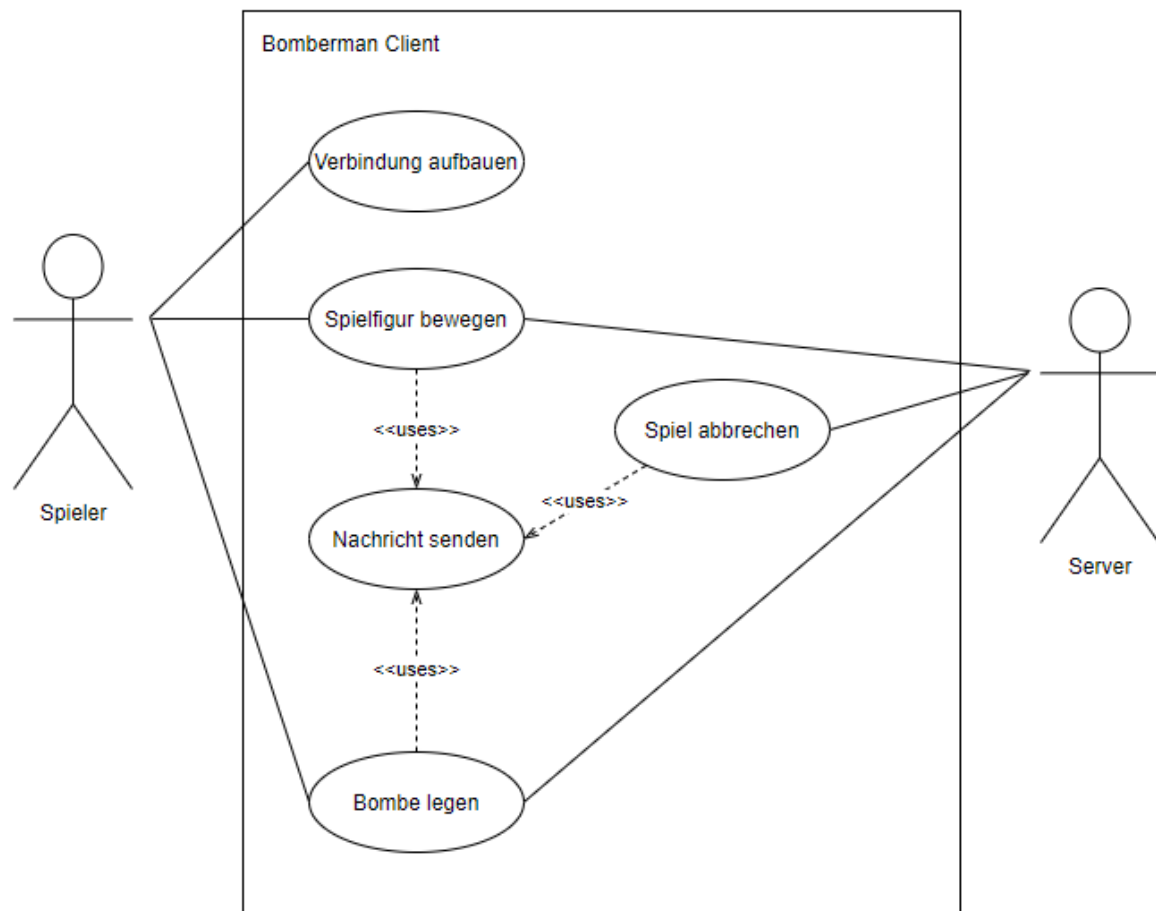 Bomberman Client
Verbindung aufbauen
Spielfigur bewegen
<<uses>>
Spiel abbrechen
<<uses>>
Nachricht senden
Spieler
Server
<<uses>>
Bombe legen